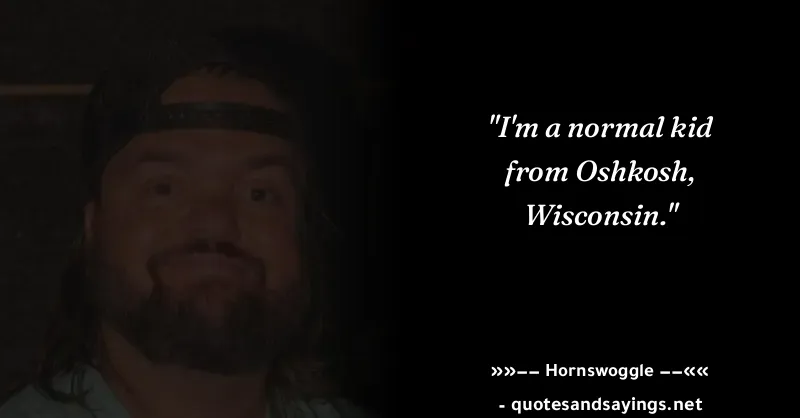 "I'm a normal kid
from Oshkosh,
Wisconsin."
»»−− Hornswoggle −−««
- quotesandsayings.net